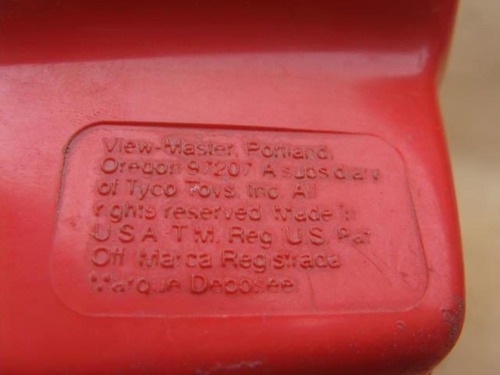 View-Master, Portland,
Oregon 97207 A subsidiary
of Tyco Toys, Inc. All
rights reserved. Made in
U.S.A. T.M. Reg. U.S. Pat.
Off. Marca Registrada
Marque Deposee